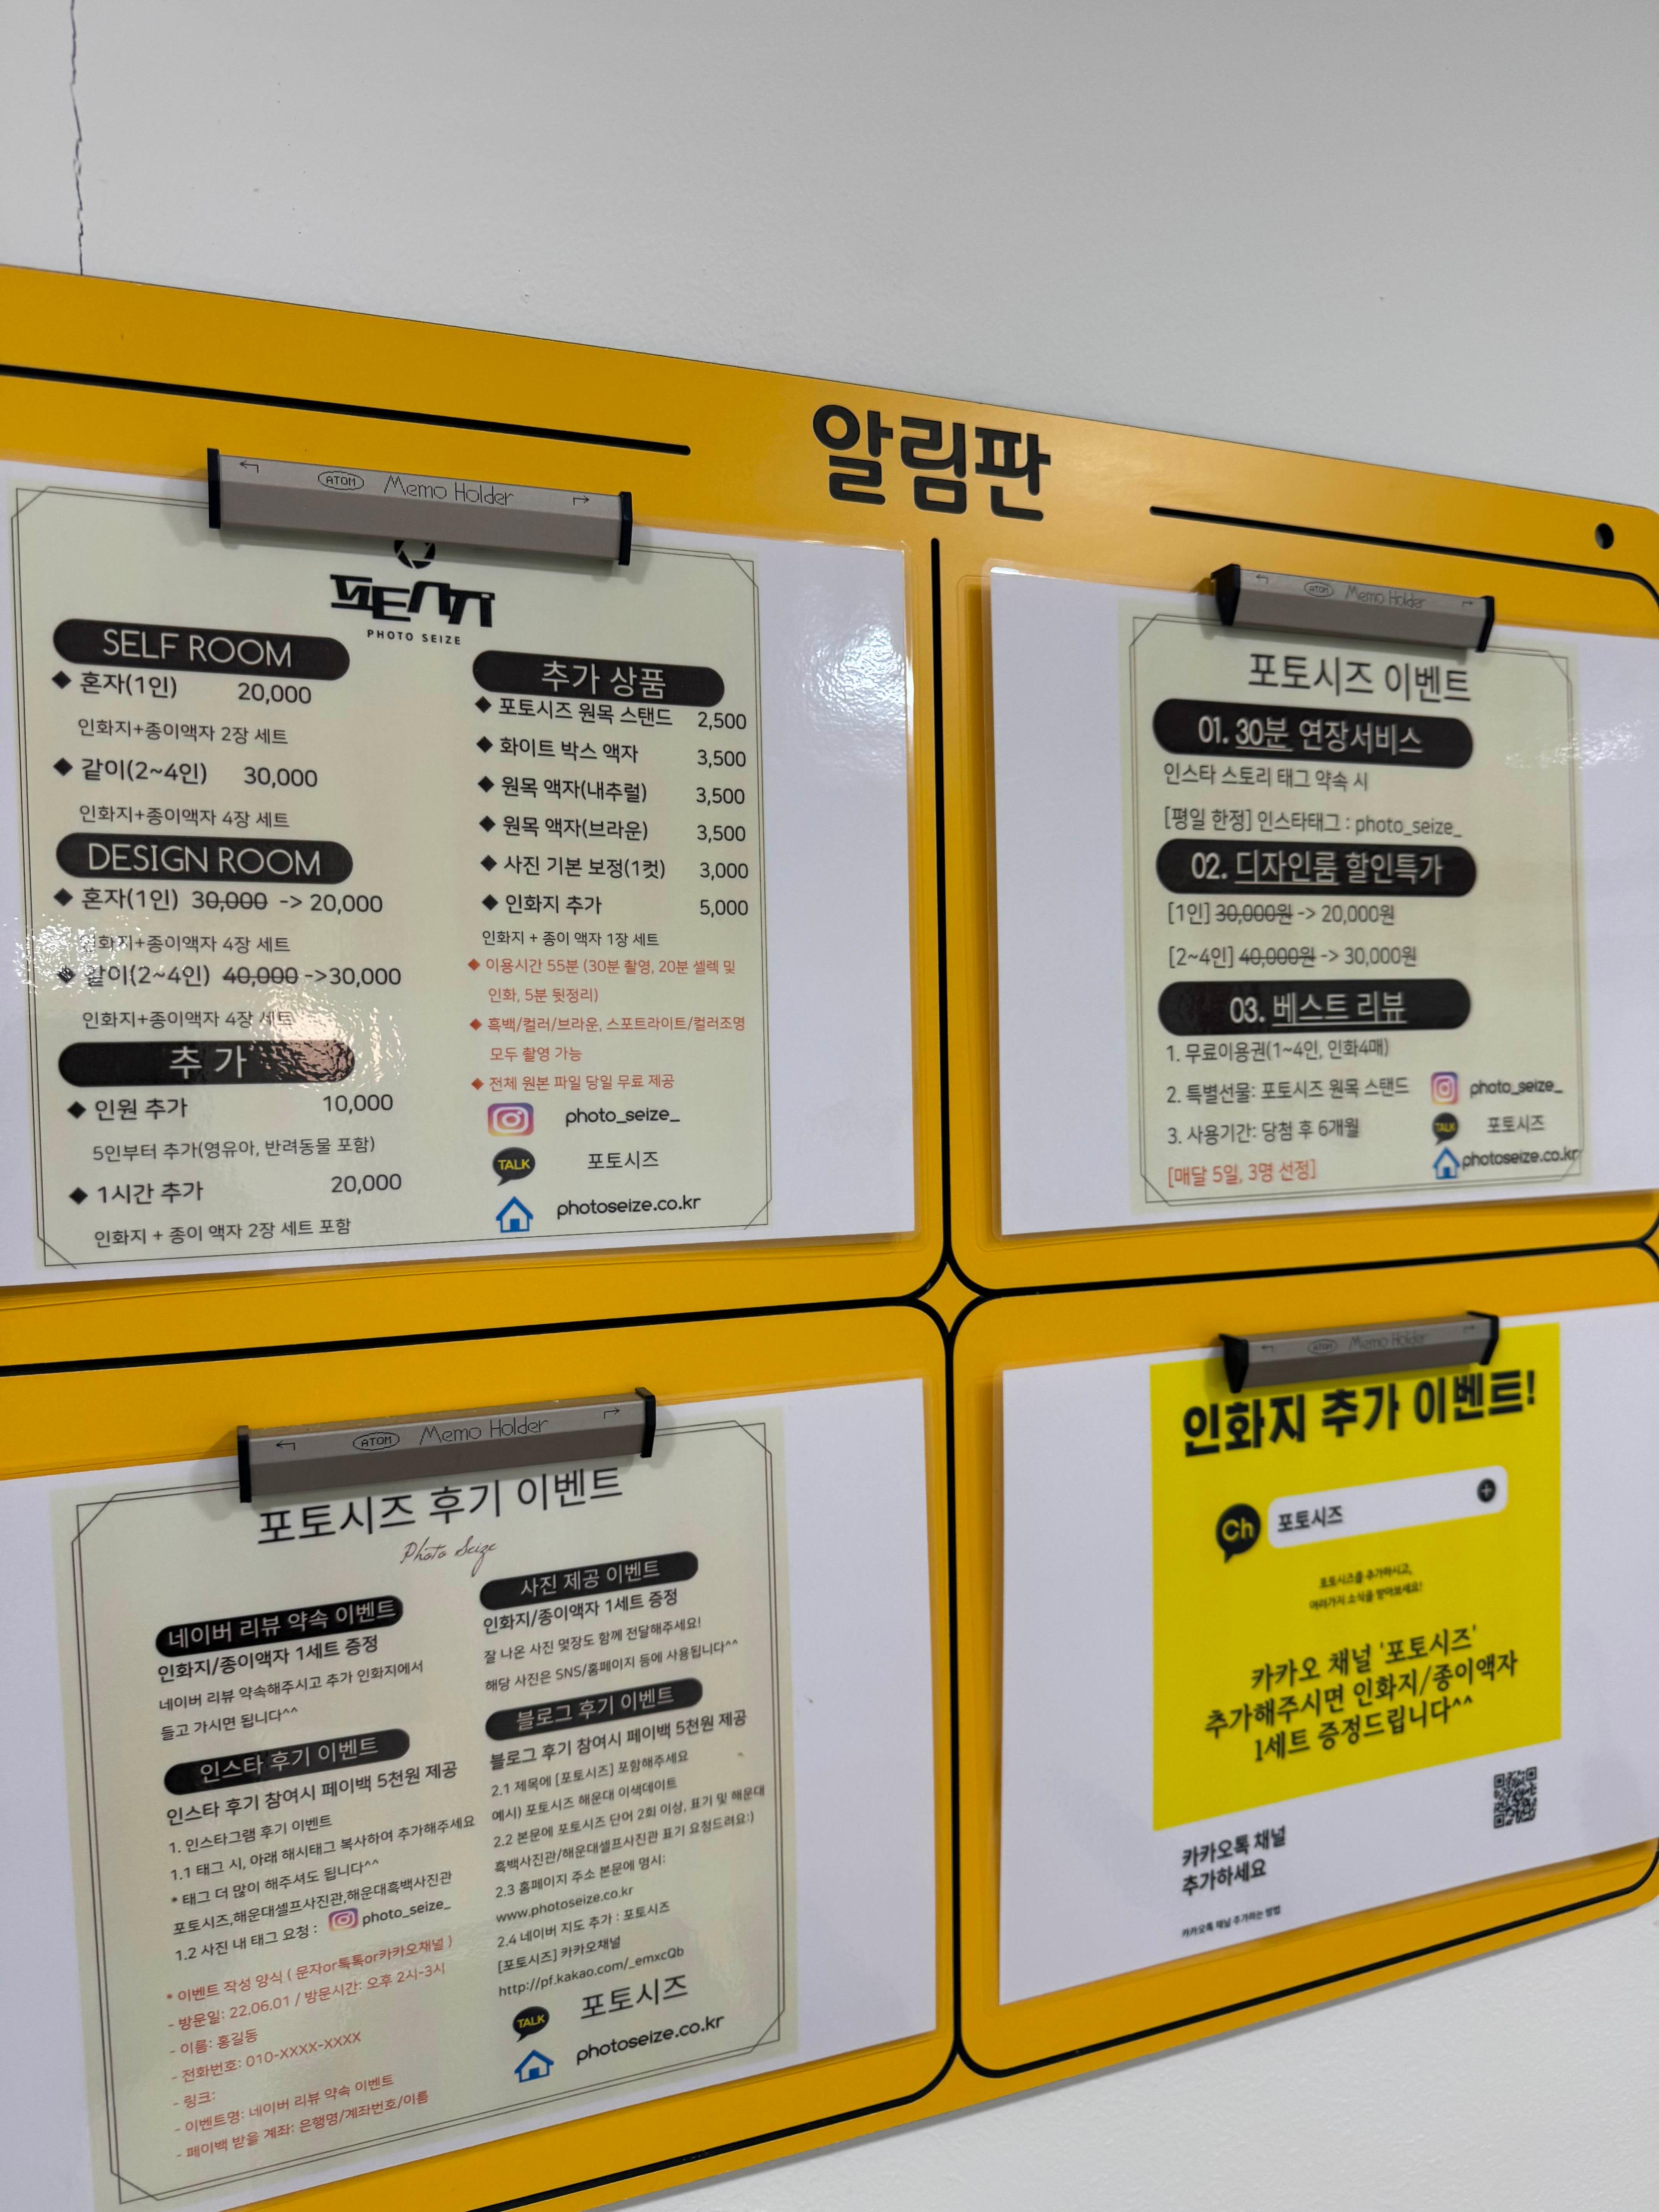 알림판
ATOM Memo Holder
PHOTO SEIZE
SELF ROOM
◆ 혼자(1인) 20,000
인화지+종이액자 2장 세트
◆ 같이(2~4인) 30,000
인화지+종이액자 4장 세트
DESIGN ROOM
◆ 혼자(1인) 30,000 -> 20,000
인화지+종이액자 4장 세트
◆ 같이(2~4인) 40,000 ->30,000
인화지+종이액자 4장 세트
추 가
◆ 인원 추가 10,000
5인부터 추가(영유아, 반려동물 포함)
◆ 1시간 추가 20,000
인화지 + 종이 액자 2장 세트 포함
추가 상품
◆ 포토시즈 원목 스탠드 2,500
◆ 화이트 박스 액자 3,500
◆ 원목 액자(내추럴) 3,500
◆ 원목 액자(브라운) 3,500
◆ 사진 기본 보정(1컷) 3,000
◆ 인화지 추가 5,000
인화지 + 종이 액자 1장 세트
◆ 이용시간 55분 (30분 촬영, 20분 셀렉 및
인화, 5분 뒷정리)
◆ 흑백/컬러/브라운, 스포트라이트/컬러조명
모두 촬영 가능
◆ 전체 원본 파일 당일 무료 제공
photo_seize_
TALK 포토시즈
photoseize.co.kr
ATOM Memo Holder
포토시즈 이벤트
01. 30분 연장서비스
인스타 스토리 태그 약속 시
[평일 한정] 인스타태그 : photo_seize_
02. 디자인룸 할인특가
[1인] 30,000원 -> 20,000원
[2~4인] 40,000원 -> 30,000원
03. 베스트 리뷰
1. 무료이용권(1~4인, 인화4매)
2. 특별선물: 포토시즈 원목 스탠드
3. 사용기간: 당첨 후 6개월
[매달 5일, 3명 선정]
photo_seize_
TALK 포토시즈
photoseize.co.kr
ATOM Memo Holder
포토시즈 후기 이벤트
Photo Seize
네이버 리뷰 약속 이벤트
인화지/종이액자 1세트 증정
네이버 리뷰 약속해주시고 추가 인화지에서
들고 가시면 됩니다^^
인스타 후기 이벤트
인스타 후기 참여시 페이백 5천원 제공
1. 인스타그램 후기 이벤트
1.1 태그 시, 아래 해시태그 복사하여 추가해주세요
* 태그 더 많이 해주셔도 됩니다^^
포토시즈,해운대셀프사진관,해운대흑백사진관
1.2 사진 내 태그 요청 : photo_seize_
* 이벤트 작성 양식 ( 문자or톡톡or카카오채널 )
- 방문일: 22.06.01 / 방문시간: 오후 2시-3시
- 이름: 홍길동
- 전화번호: 010-XXXX-XXXX
- 링크:
- 이벤트명: 네이버 리뷰 약속 이벤트
- 페이백 받을 계좌: 은행명/계좌번호/이름
사진 제공 이벤트
인화지/종이액자 1세트 증정
잘 나온 사진 몇장도 함께 전달해주세요!
해당 사진은 SNS/홈페이지 등에 사용됩니다^^
블로그 후기 이벤트
블로그 후기 참여시 페이백 5천원 제공
2.1 제목에 [포토시즈] 포함해주세요
예시) 포토시즈 해운대 이색데이트
2.2 본문에 포토시즈 단어 2회 이상, 표기 및 해운대
흑백사진관/해운대셀프사진관 표기 요청드려요:)
2.3 홈페이지 주소 본문에 명시:
www.photoseize.co.kr
2.4 네이버 지도 추가 : 포토시즈
[포토시즈] 카카오채널
http://pf.kakao.com/_emxcQb
TALK 포토시즈
photoseize.co.kr
ATOM Memo Holder
인화지 추가 이벤트!
Ch 포토시즈
포토시즈를 추가하시고,
여러가지 소식을 받아보세요!
카카오 채널 '포토시즈'
추가해주시면 인화지/종이액자
1세트 증정드립니다^^
카카오톡 채널
추가하세요
카카오톡 채널 추가하는 방법